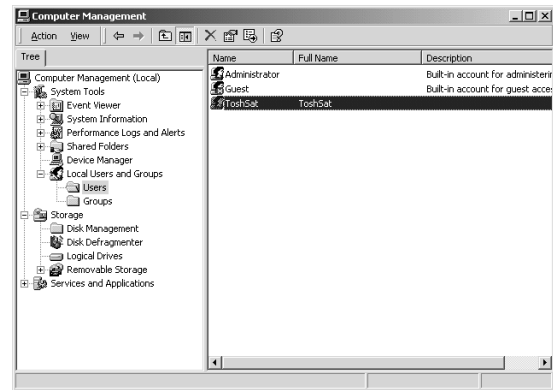 Computer Management
Action View
Tree
Name Full Name Description
Computer Management (Local)
System Tools
Event Viewer
System Information
Performance Logs and Alerts
Shared Folders
Device Manager
Local Users and Groups
Users
Groups
Storage
Disk Management
Disk Defragmenter
Logical Drives
Removable Storage
Services and Applications
Administrator Built-in account for administerin
Guest Built-in account for guest acce
ToshSat ToshSat